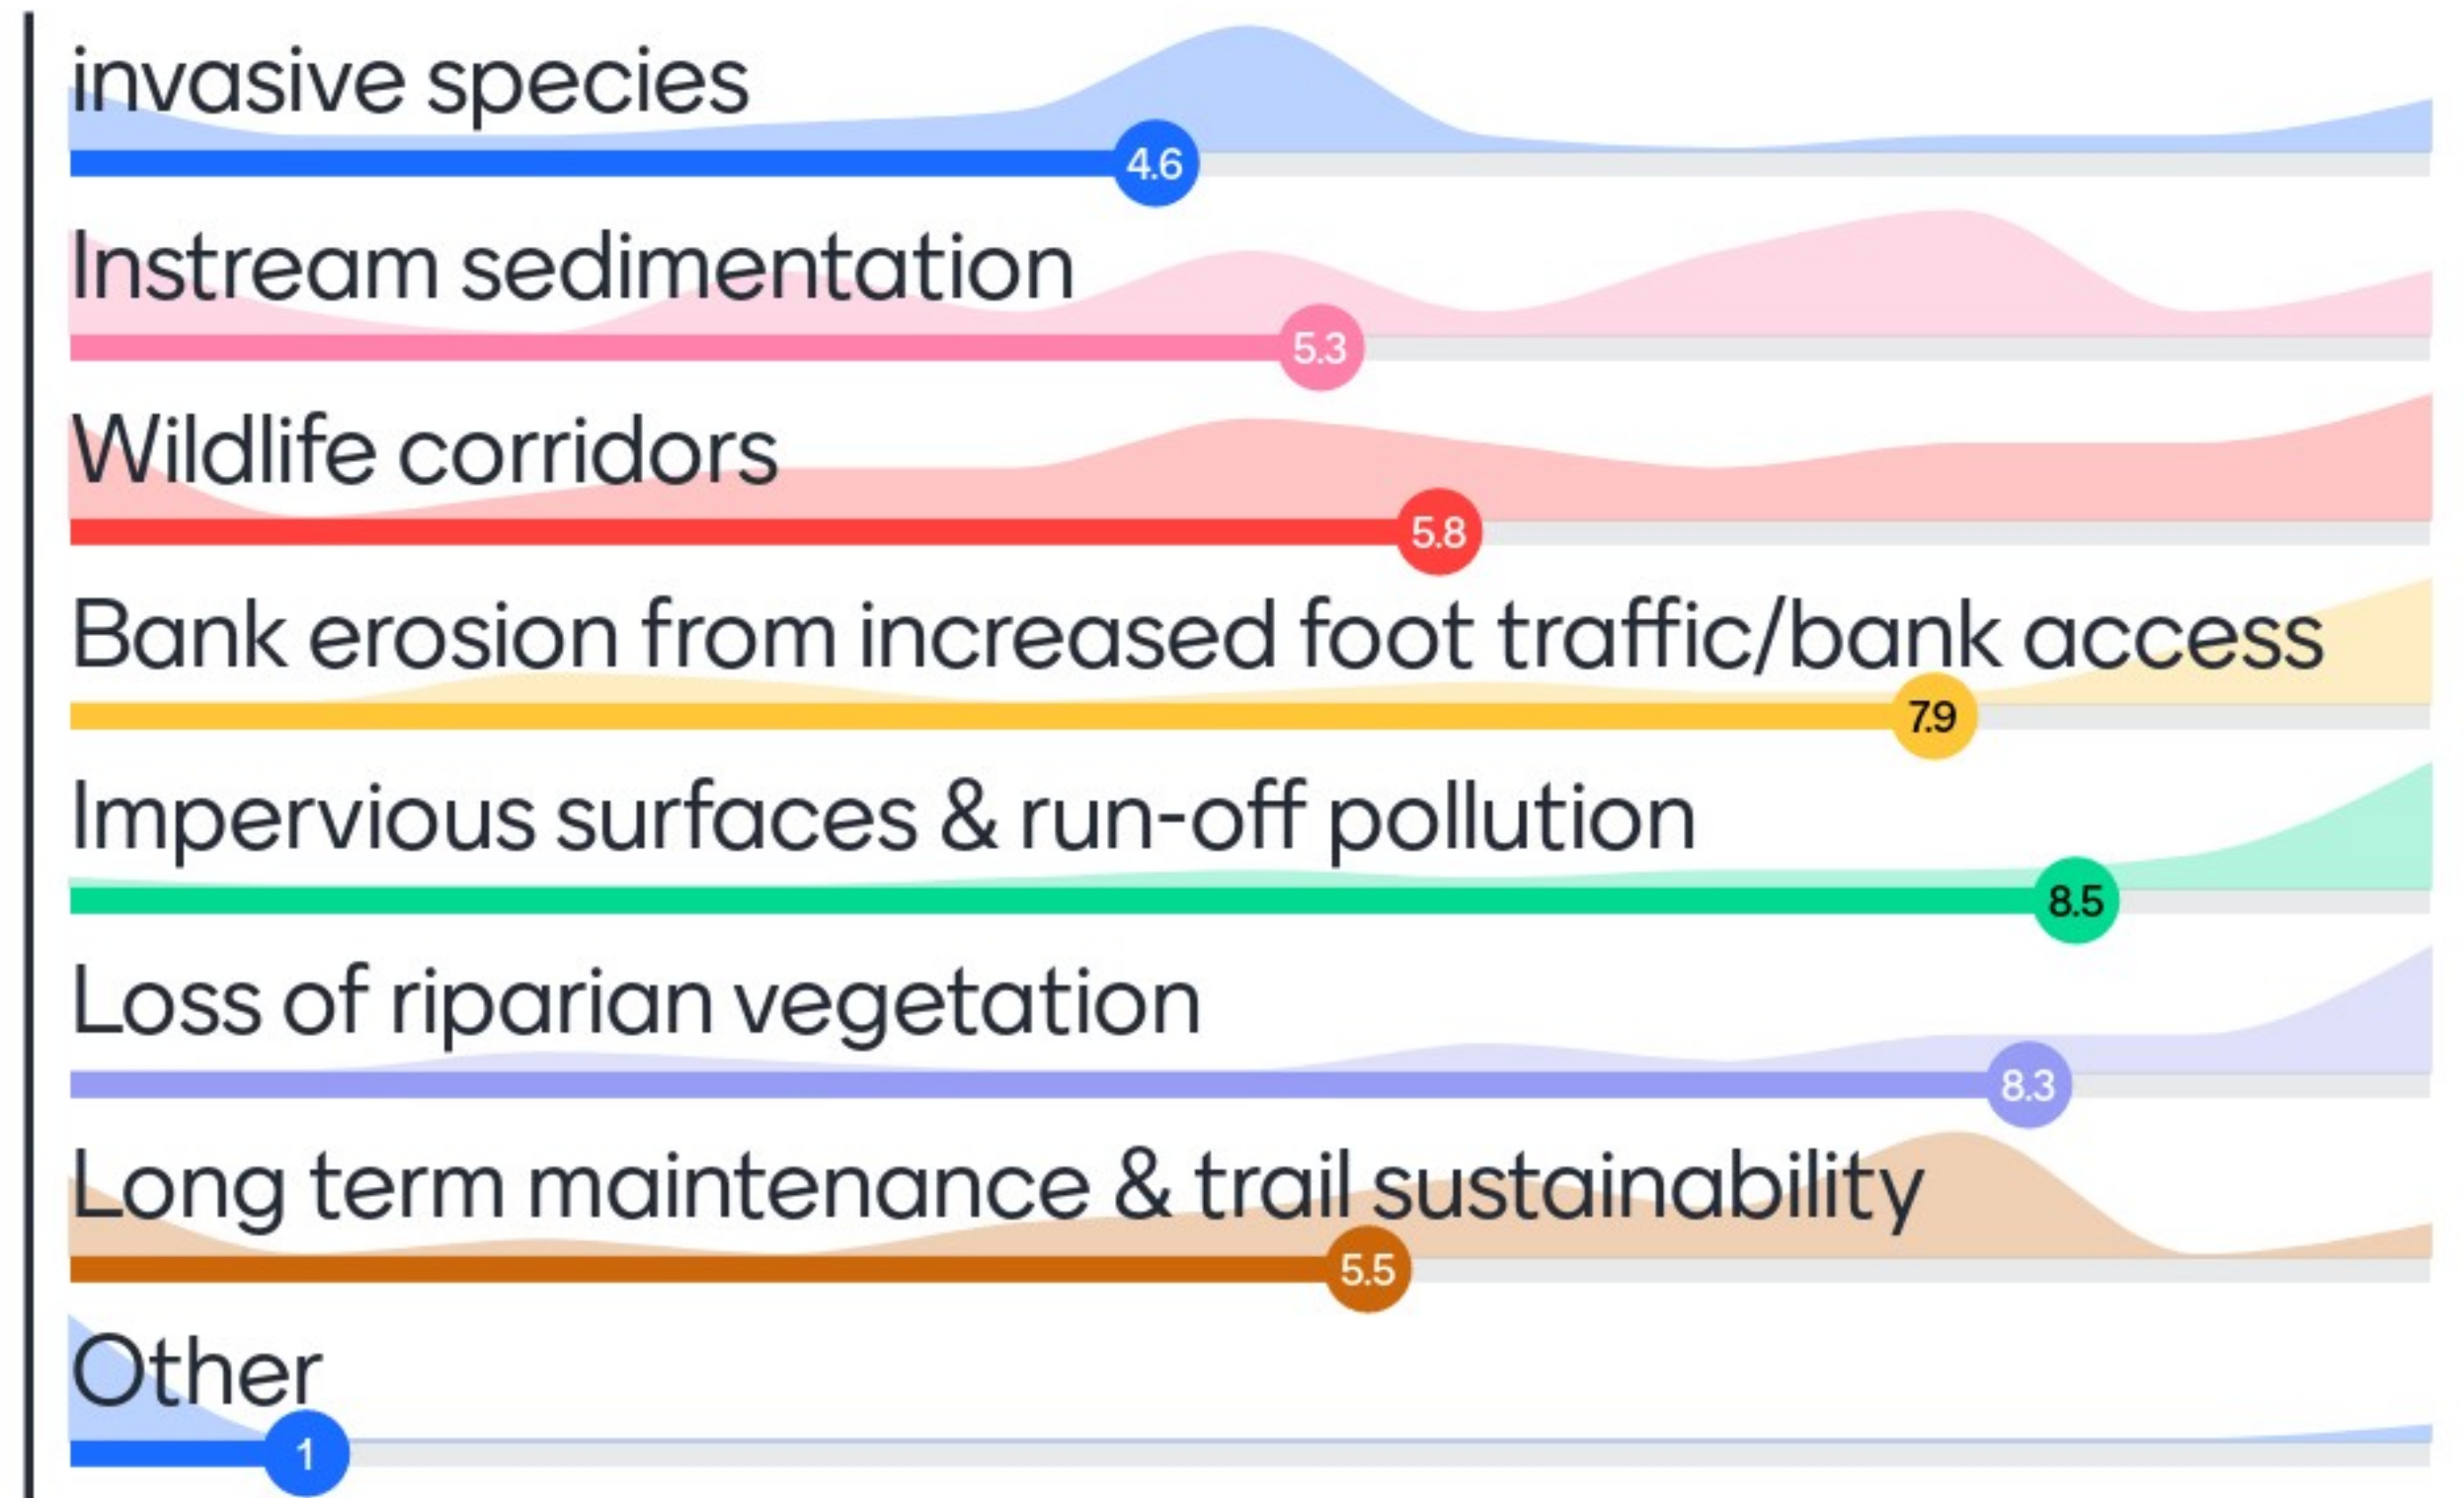 invasive species
4.6
Instream sedimentation
5.3
Wildlife corridors
5.8
Bank erosion from increased foot traffic/bank access
7.9
Impervious surfaces & run-off pollution
8.5
Loss of riparian vegetation
8.3
Long term maintenance & trail sustainability
5.5
Other
1